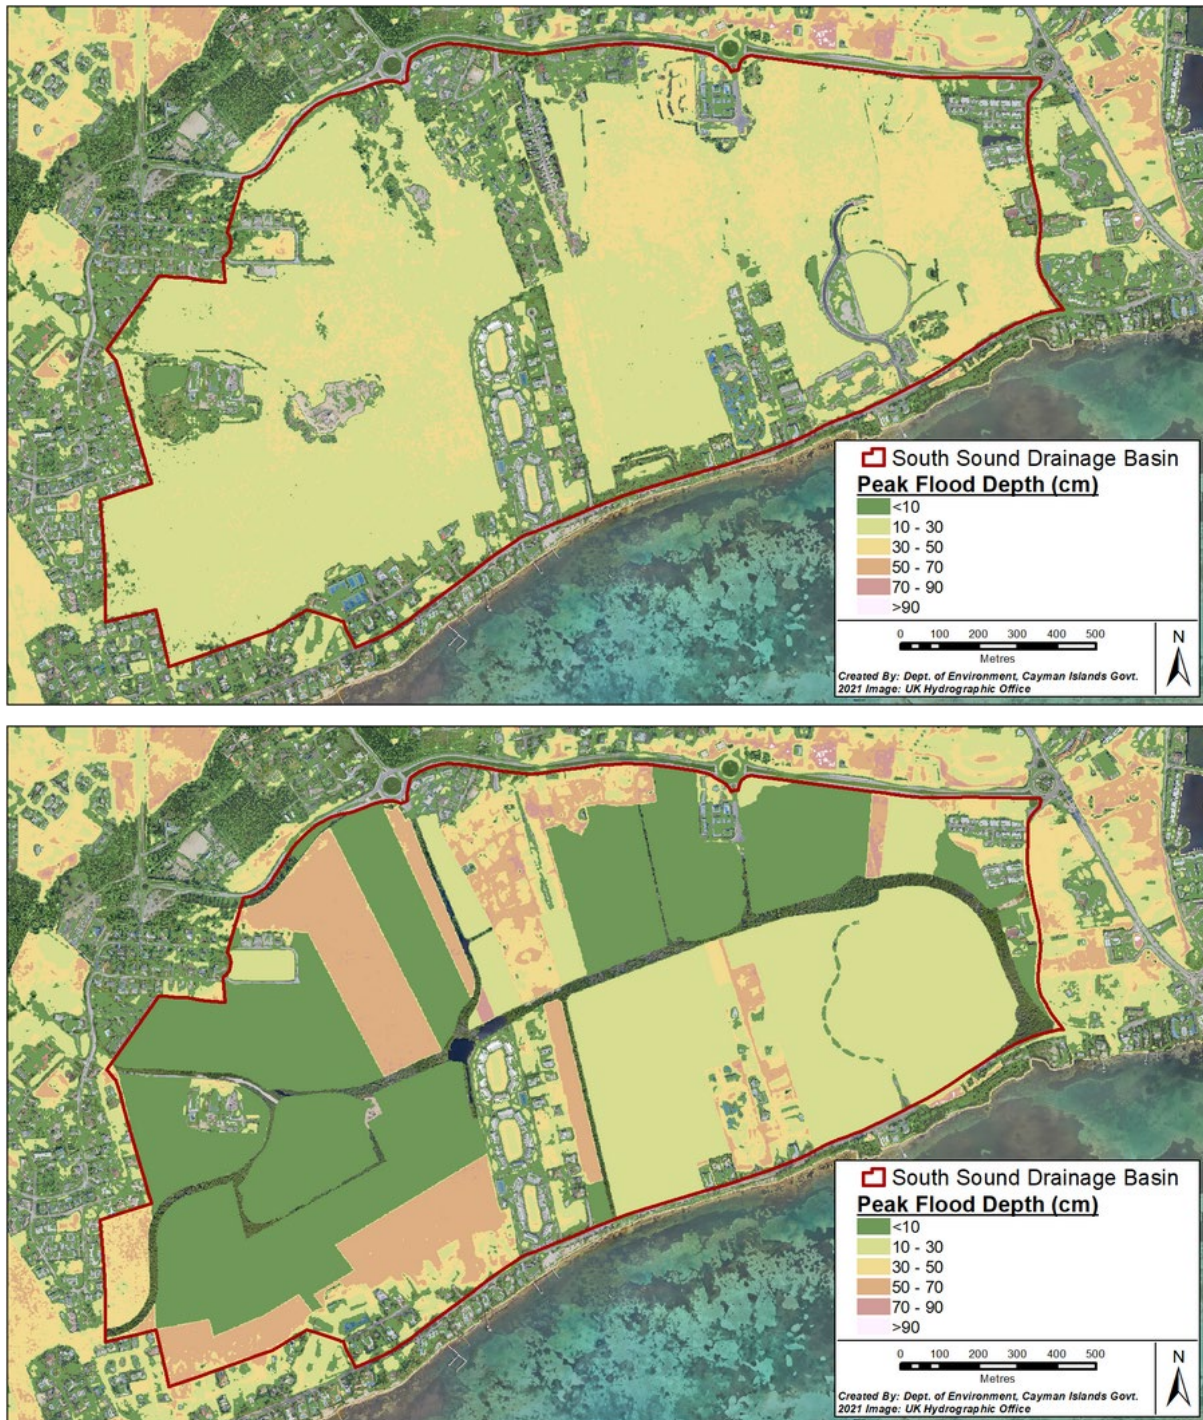 South Sound Drainage Basin
Peak Flood Depth (cm)
<10
10 - 30
30 - 50
50 - 70
70 - 90
>90
0 100 200 300 400 500
Metres
N
Created By: Dept. of Environment, Cayman Islands Govt.
2021 Image: UK Hydrographic Office
South Sound Drainage Basin
Peak Flood Depth (cm)
<10
10 - 30
30 - 50
50 - 70
70 - 90
>90
0 100 200 300 400 500
Metres
N
Created By: Dept. of Environment, Cayman Islands Govt.
2021 Image: UK Hydrographic Office